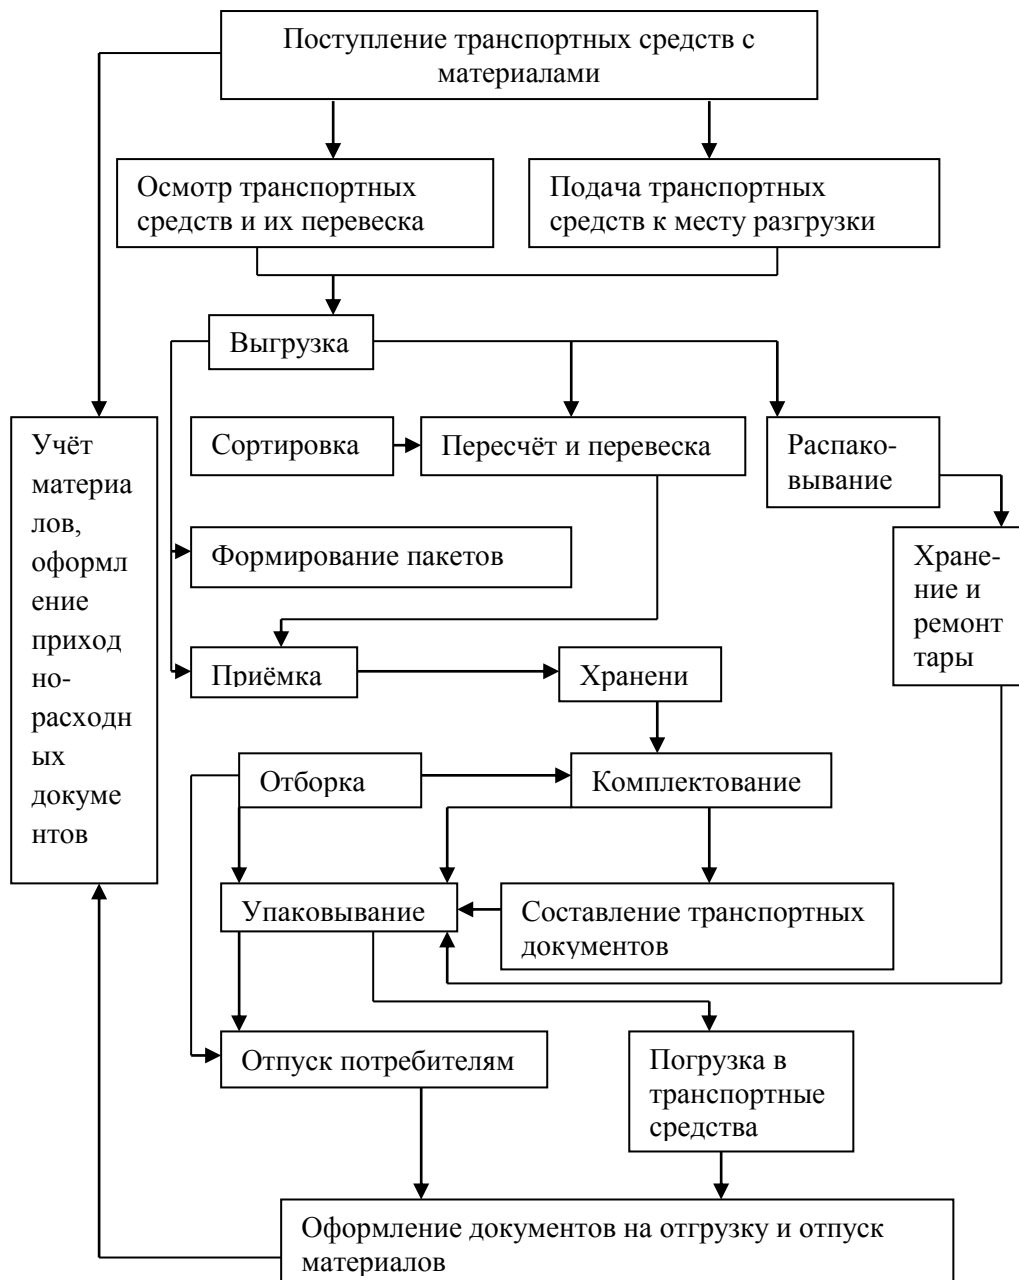 Поступление транспортных средств с
материалами
Осмотр транспортных
средств и их перевеска
Подача транспортных
средств к месту разгрузки
Выгрузка
Учёт
материа
лов,
оформл
ение
приход
но-
расходн
ых
докуме
нтов
Сортировка
Пересчёт и перевеска
Распако-
вывание
Формирование пакетов
Хране-
ние и
ремонт
тары
Приёмка
Хранени
Отборка
Комплектование
Упаковывание
Составление транспортных
документов
Отпуск потребителям
Погрузка в
транспортные
средства
Оформление документов на отгрузку и отпуск
материалов